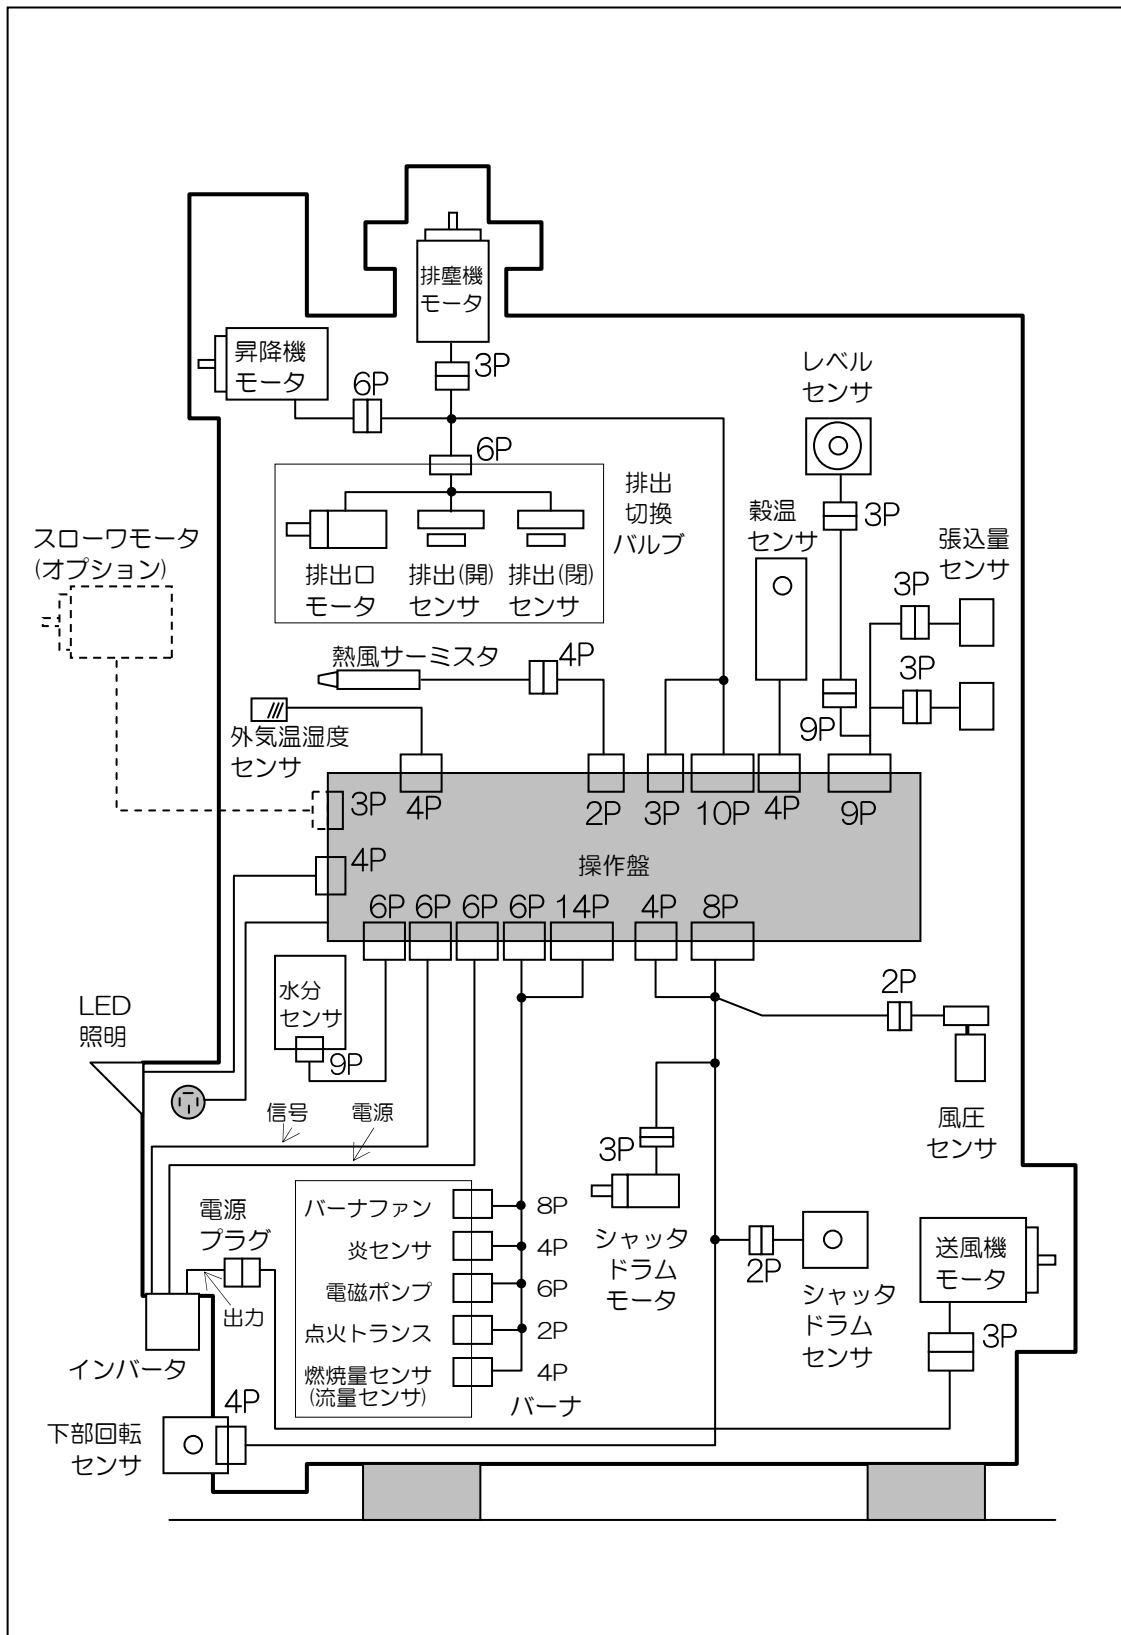 排塵機
モータ
3P
昇降機
モータ
6P
レベル
センサ
6P
排出
切換
バルブ
3P
穀温
センサ
張込量
センサ
スローワモータ
(オプション)
排出口
モータ
排出(開)
センサ
排出(閉)
センサ
3P
熱風サーミスタ
4P
3P
外気温湿度
センサ
9P
3P
4P
2P
3P
10P
4P
9P
4P
操作盤
6P
6P
6P
6P
14P
4P
8P
水分
センサ
9P
2P
LED
照明
信号
電源
風圧
センサ
3P
シャッタ
ドラム
モータ
電源
プラグ
出力
インバータ
バーナファン
8P
炎センサ
4P
電磁ポンプ
6P
点火トランス
2P
燃焼量センサ
(流量センサ)
4P
バーナ
2P
シャッタ
ドラム
センサ
送風機
モータ
3P
4P
下部回転
センサ